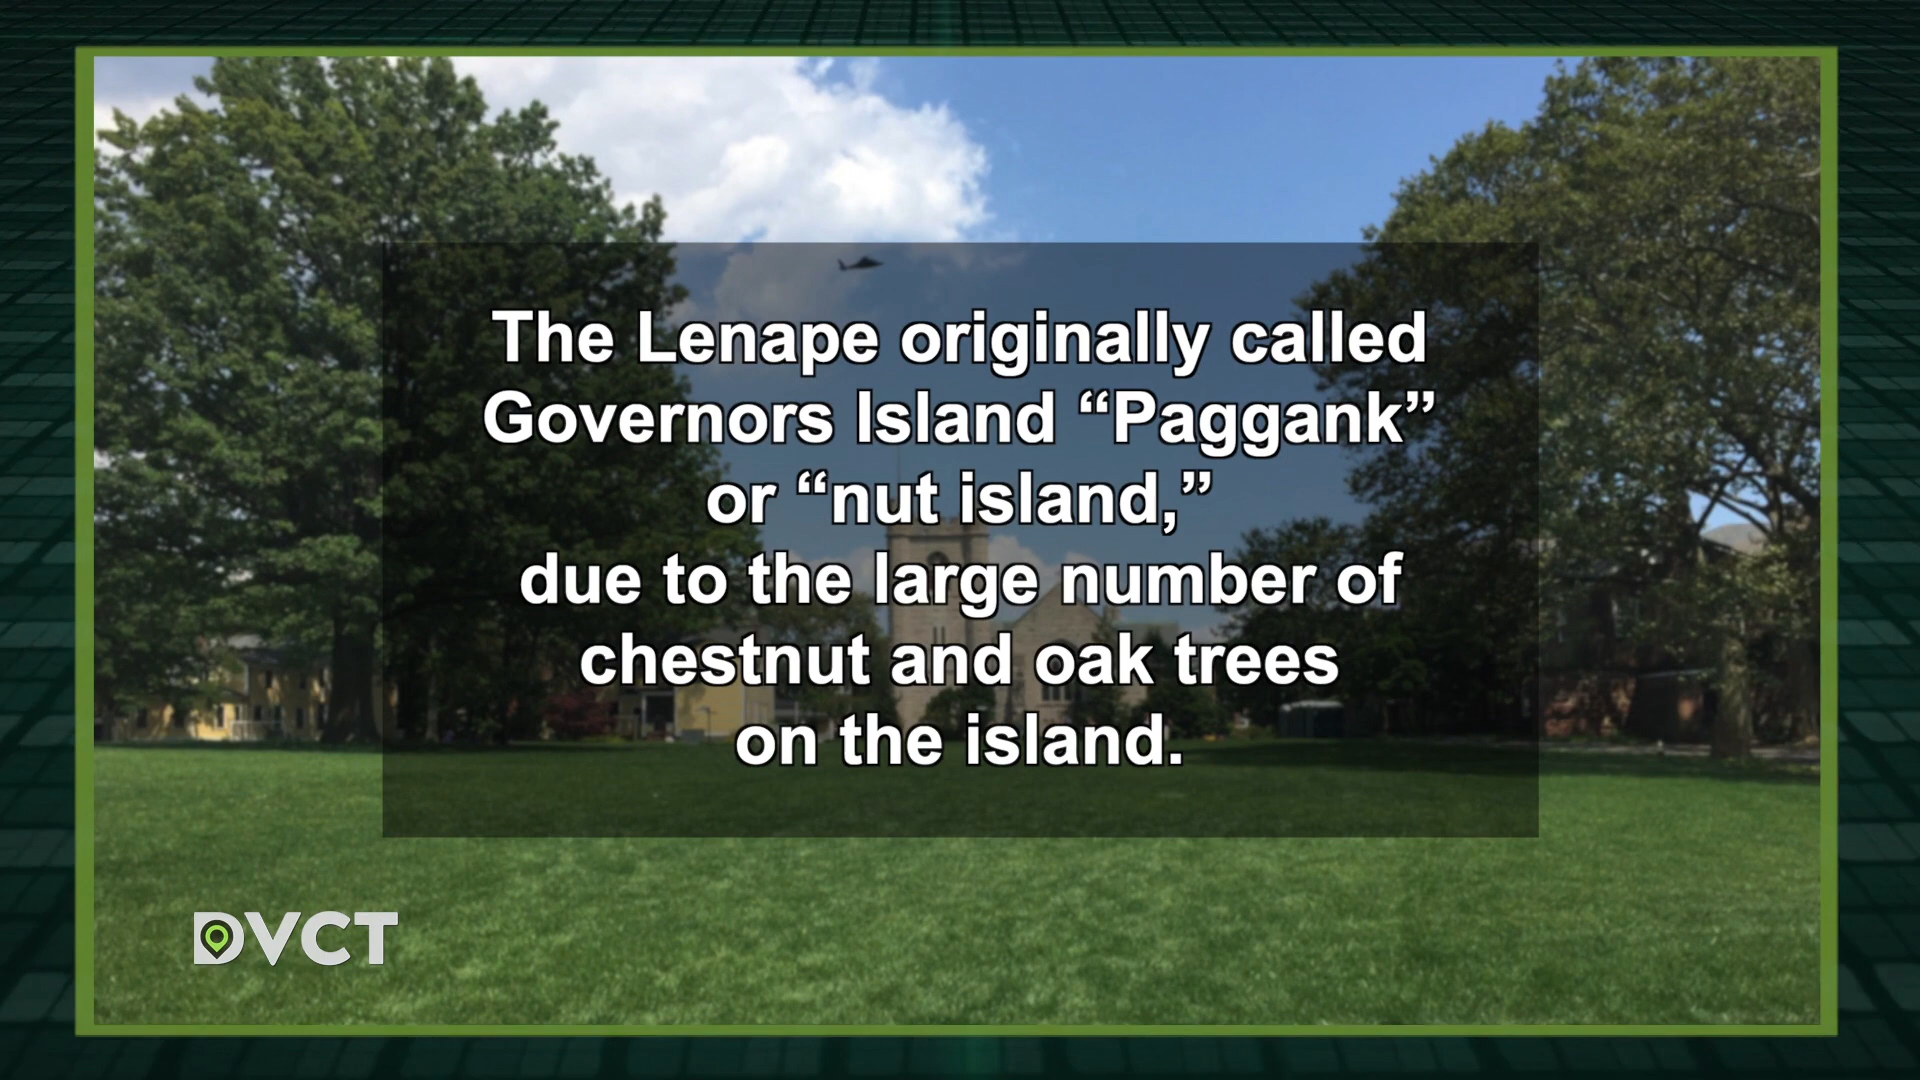 The Lenape originally called
Governors Island “Paggank”
or “nut island,”
due to the large number of
chestnut and oak trees
on the island.
DVCT